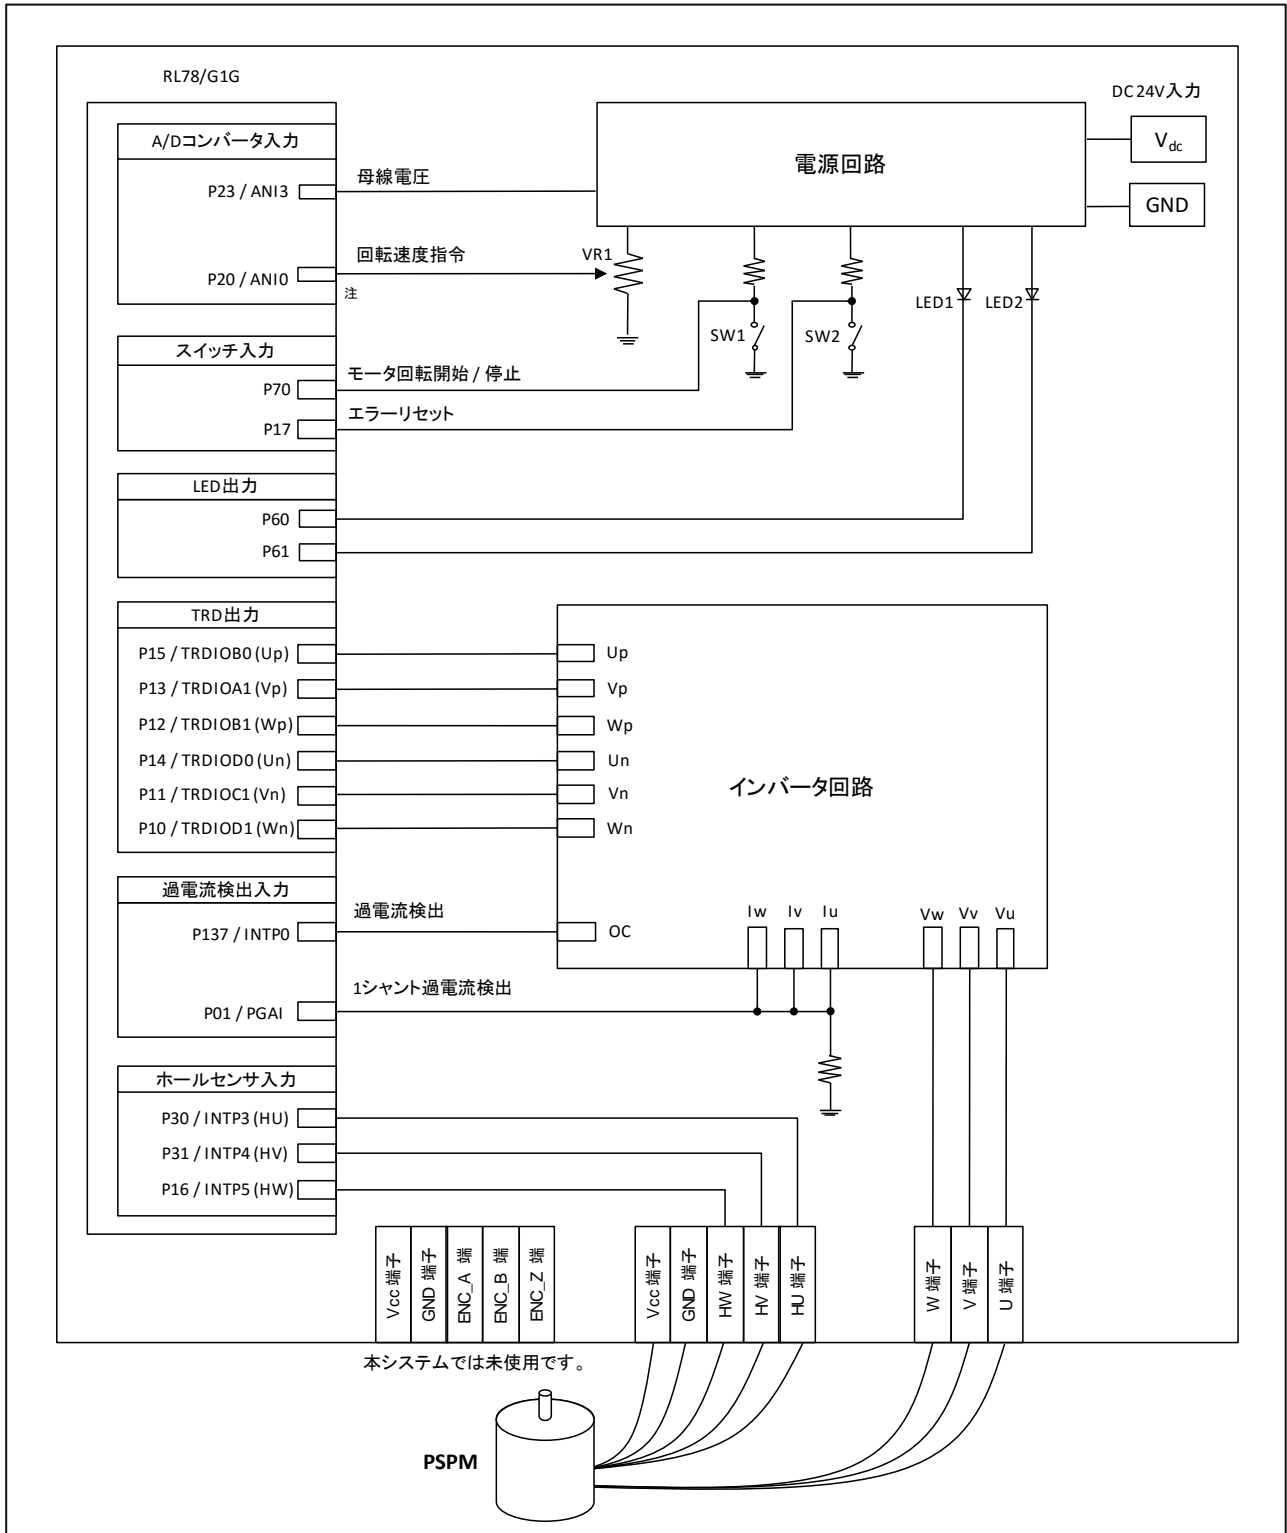 RL78/G1G
DC 24V入力
A/Dコンバータ入力
P23 / ANI3
母線電圧
電源回路
Vdc
GND
P20 / ANI0
回転速度指令
注
VR1
SW1
SW2
LED1
LED2
スイッチ入力
P70
モータ回転開始 / 停止
P17
エラーリセット
LED出力
P60
P61
TRD出力
P15 / TRDIOB0 (Up)
Up
P13 / TRDIOA1 (Vp)
Vp
P12 / TRDIOB1 (Wp)
Wp
P14 / TRDIOD0 (Un)
Un
P11 / TRDIOC1 (Vn)
Vn
P10 / TRDIOD1 (Wn)
Wn
インバータ回路
過電流検出入力
P137 / INTP0
過電流検出
OC
Iw
Iv
Iu
Vw
Vv
Vu
P01 / PGAI
1シャント過電流検出
ホールセンサ入力
P30 / INTP3 (HU)
P31 / INTP4 (HV)
P16 / INTP5 (HW)
Vcc 端子
GND 端子
ENC_A 端
ENC_B 端
ENC_Z 端
Vcc 端子
GND 端子
HW 端子
HV 端子
HU 端子
W 端子
V 端子
U 端子
本システムでは未使用です。
PSPM